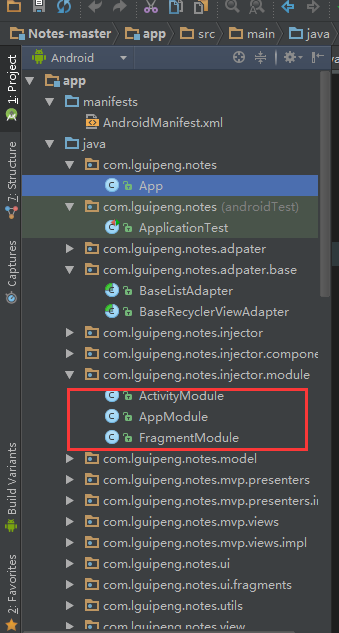 Notes-master app src main java
Android
1: Project
7: Structure
Captures
Build Variants
2: Favorites
app
manifests
AndroidManifest.xml
java
com.lguipeng.notes
App
com.lguipeng.notes (androidTest)
ApplicationTest
com.lguipeng.notes.adpater
com.lguipeng.notes.adpater.base
BaseListAdapter
BaseRecyclerViewAdapter
com.lguipeng.notes.injector
com.lguipeng.notes.injector.compone
com.lguipeng.notes.injector.module
ActivityModule
AppModule
FragmentModule
com.lguipeng.notes.model
com.lguipeng.notes.mvp.presenters
com.lguipeng.notes.mvp.presenters.i
com.lguipeng.notes.mvp.views
com.lguipeng.notes.mvp.views.impl
com.lguipeng.notes.ui
com.lguipeng.notes.ui.fragments
com.lguipeng.notes.utils
com.lguipeng.notes.view